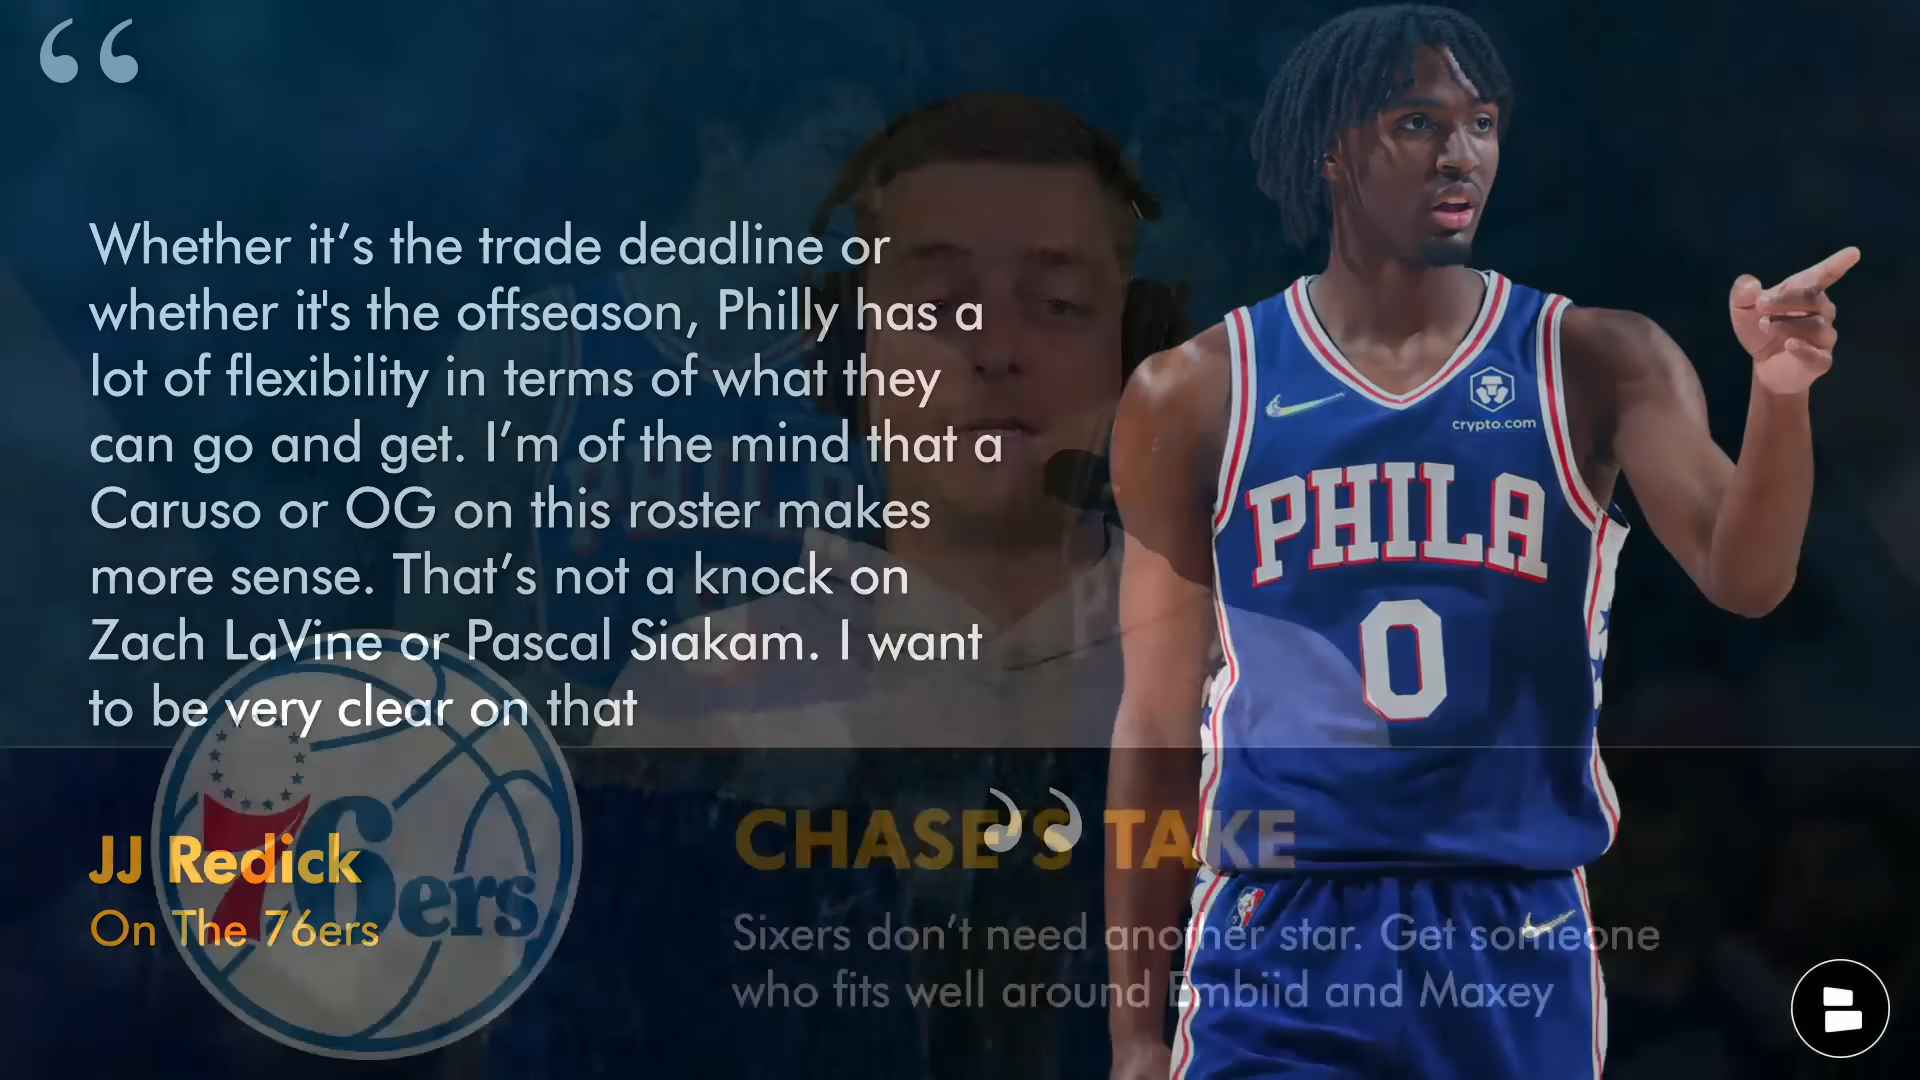 “
Whether it’s the trade deadline or
whether it's the offseason, Philly has a
lot of flexibility in terms of what they
can go and get. I’m of the mind that a
Caruso or OG on this roster makes
more sense. That’s not a knock on
Zach LaVine or Pascal Siakam. I want
to be very clear on that
”
JJ Redick
On The 76ers
76ers
CHASE’S TAKE
Sixers don’t need another star. Get someone
who fits well around Embiid and Maxey
crypto.com
PHILA
0